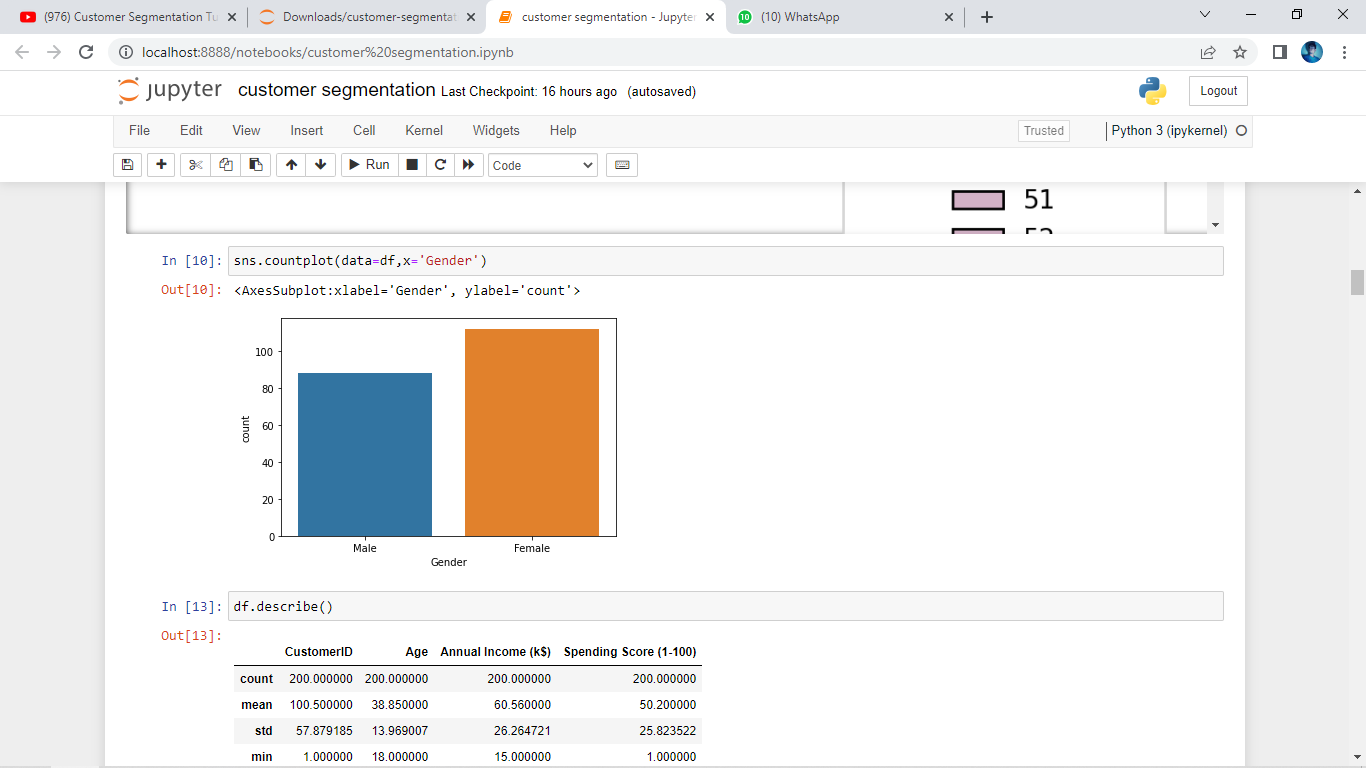 (976) Customer Segmentation Tu
Downloads/customer-segmentat
customer segmentation - Jupyter
10 (10) WhatsApp
localhost:8888/notebooks/customer%20segmentation.ipynb
jupyter customer segmentation Last Checkpoint: 16 hours ago (autosaved)
Logout
File Edit View Insert Cell Kernel Widgets Help
Trusted Python 3 (ipykernel)
Run Code
51
52
In [10]: sns.countplot(data=df,x='Gender')
Out[10]: <AxesSubplot:xlabel='Gender', ylabel='count'>
100
80
60
40
20
0
count
Male Female
Gender
In [13]: df.describe()
Out[13]:
CustomerID Age Annual Income (k$) Spending Score (1-100)
count 200.000000 200.000000 200.000000 200.000000
mean 100.500000 38.850000 60.560000 50.200000
std 57.879185 13.969007 26.264721 25.823522
min 1.000000 18.000000 15.000000 1.000000